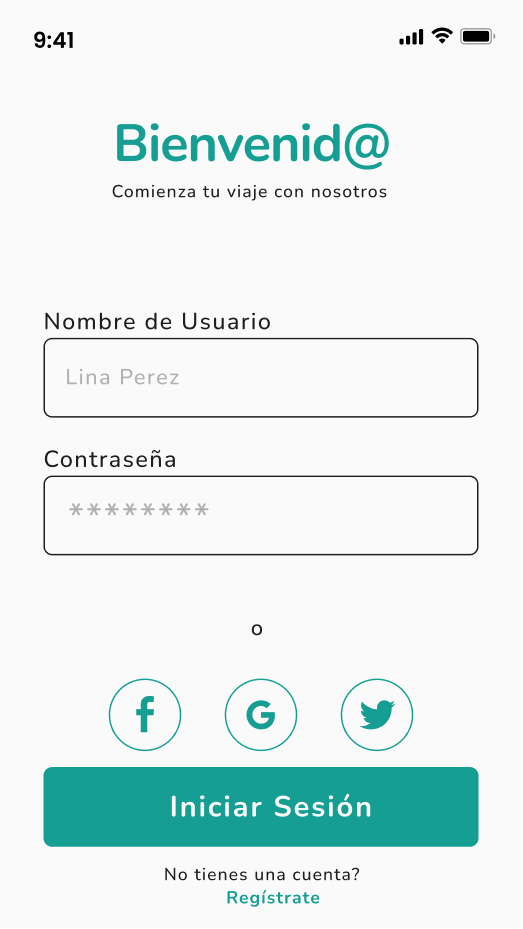 9:41
Bienvenid@
Comienza tu viaje con nosotros
Nombre de Usuario
Lina Perez
Contraseña
********
o
Iniciar Sesión
No tienes una cuenta?
Regístrate